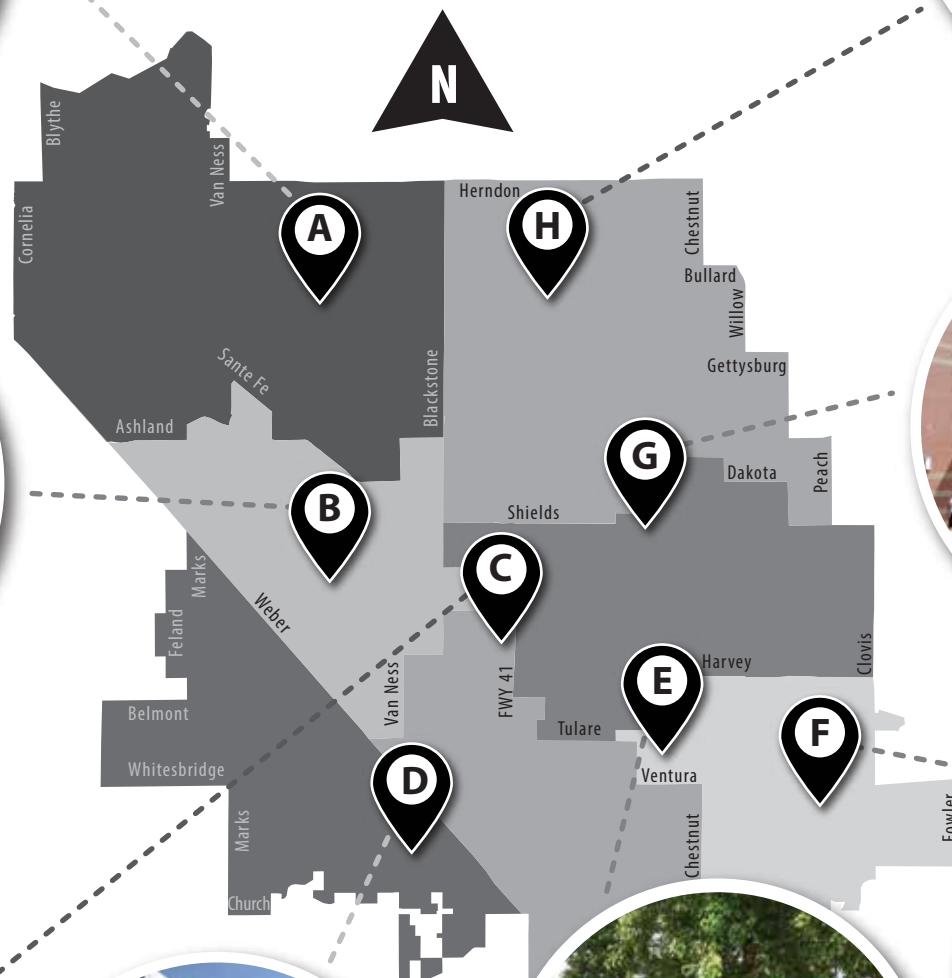 N
Blythe
Van Ness
Cornelia
A
Herndon
H
Chestnut
Bullard
Willow
Gettysburg
Sante Fe
Blackstone
Ashland
G
Dakota
Peach
B
Shields
C
Marks
Weber
Feland
Clovis
Harvey
E
Van Ness
FWY 41
Belmont
Tulare
F
Whitesbridge
D
Ventura
Marks
Chestnut
Fowler
Church